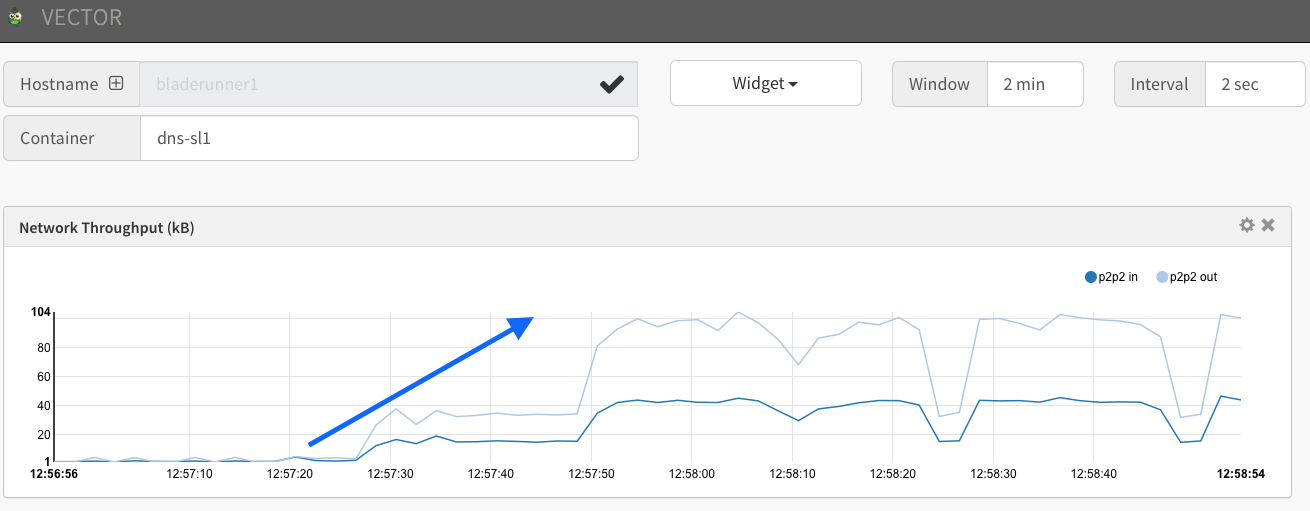 VECTOR
Hostname bladerunner1 Widget Window 2 min Interval 2 sec
Container dns-sl1
Network Throughput (kB)
p2p2 in p2p2 out
104
80
60
40
20
1
12:56:56 12:57:10 12:57:20 12:57:30 12:57:40 12:57:50 12:58:00 12:58:10 12:58:20 12:58:30 12:58:40 12:58:54